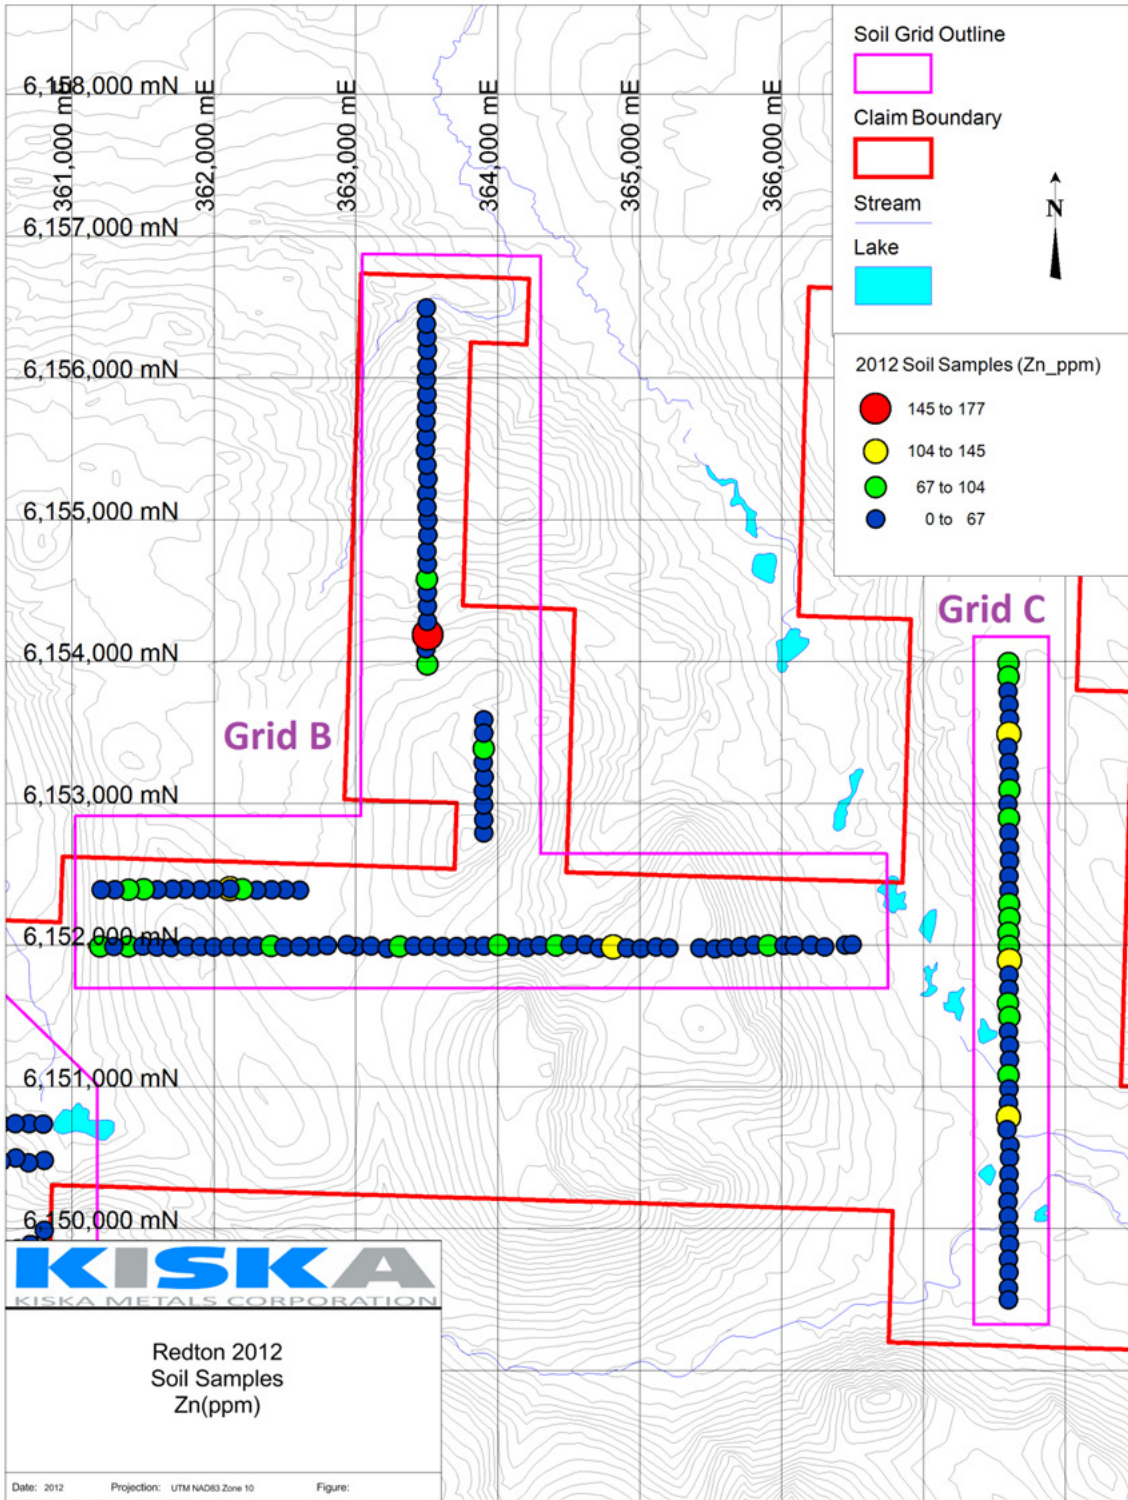 Soil Grid Outline
Claim Boundary
Stream
Lake
N
2012 Soil Samples (Zn_ppm)
145 to 177
104 to 145
67 to 104
0 to 67
361,000 mE
362,000 mE
363,000 mE
364,000 mE
365,000 mE
366,000 mE
6,158,000 mN
6,157,000 mN
6,156,000 mN
6,155,000 mN
6,154,000 mN
6,153,000 mN
6,152,000 mN
6,151,000 mN
6,150,000 mN
Grid B
Grid C
KISKA
KISKA METALS CORPORATION
Redton 2012
Soil Samples
Zn(ppm)
Date: 2012 Projection: UTM NAD83 Zone 10 Figure: